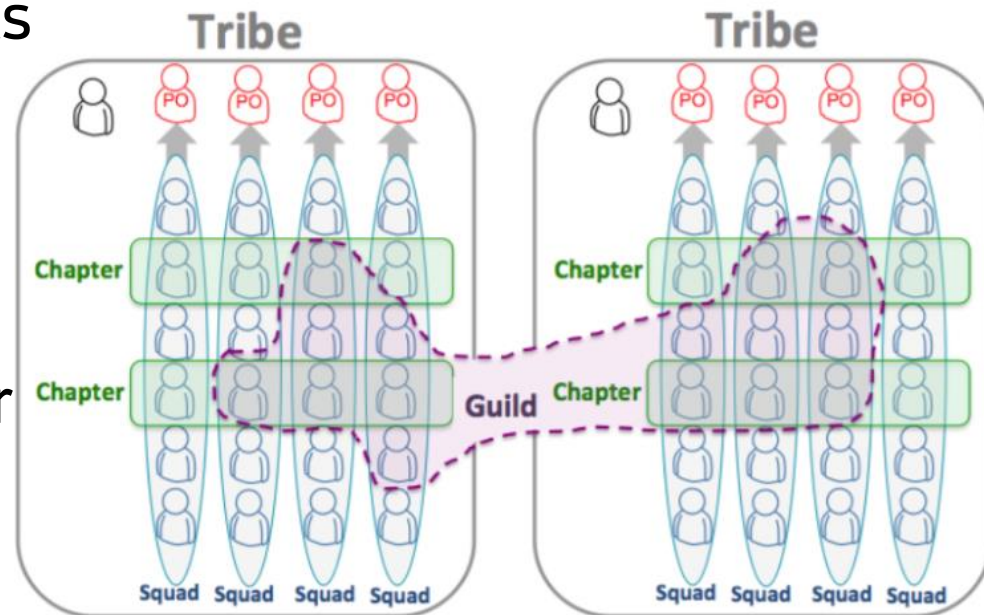 s
Tribe
Tribe
PO PO PO PO
PO PO PO PO
Chapter
Chapter
Chapter
r
Guild
Chapter
Squad Squad Squad Squad
Squad Squad Squad Squad